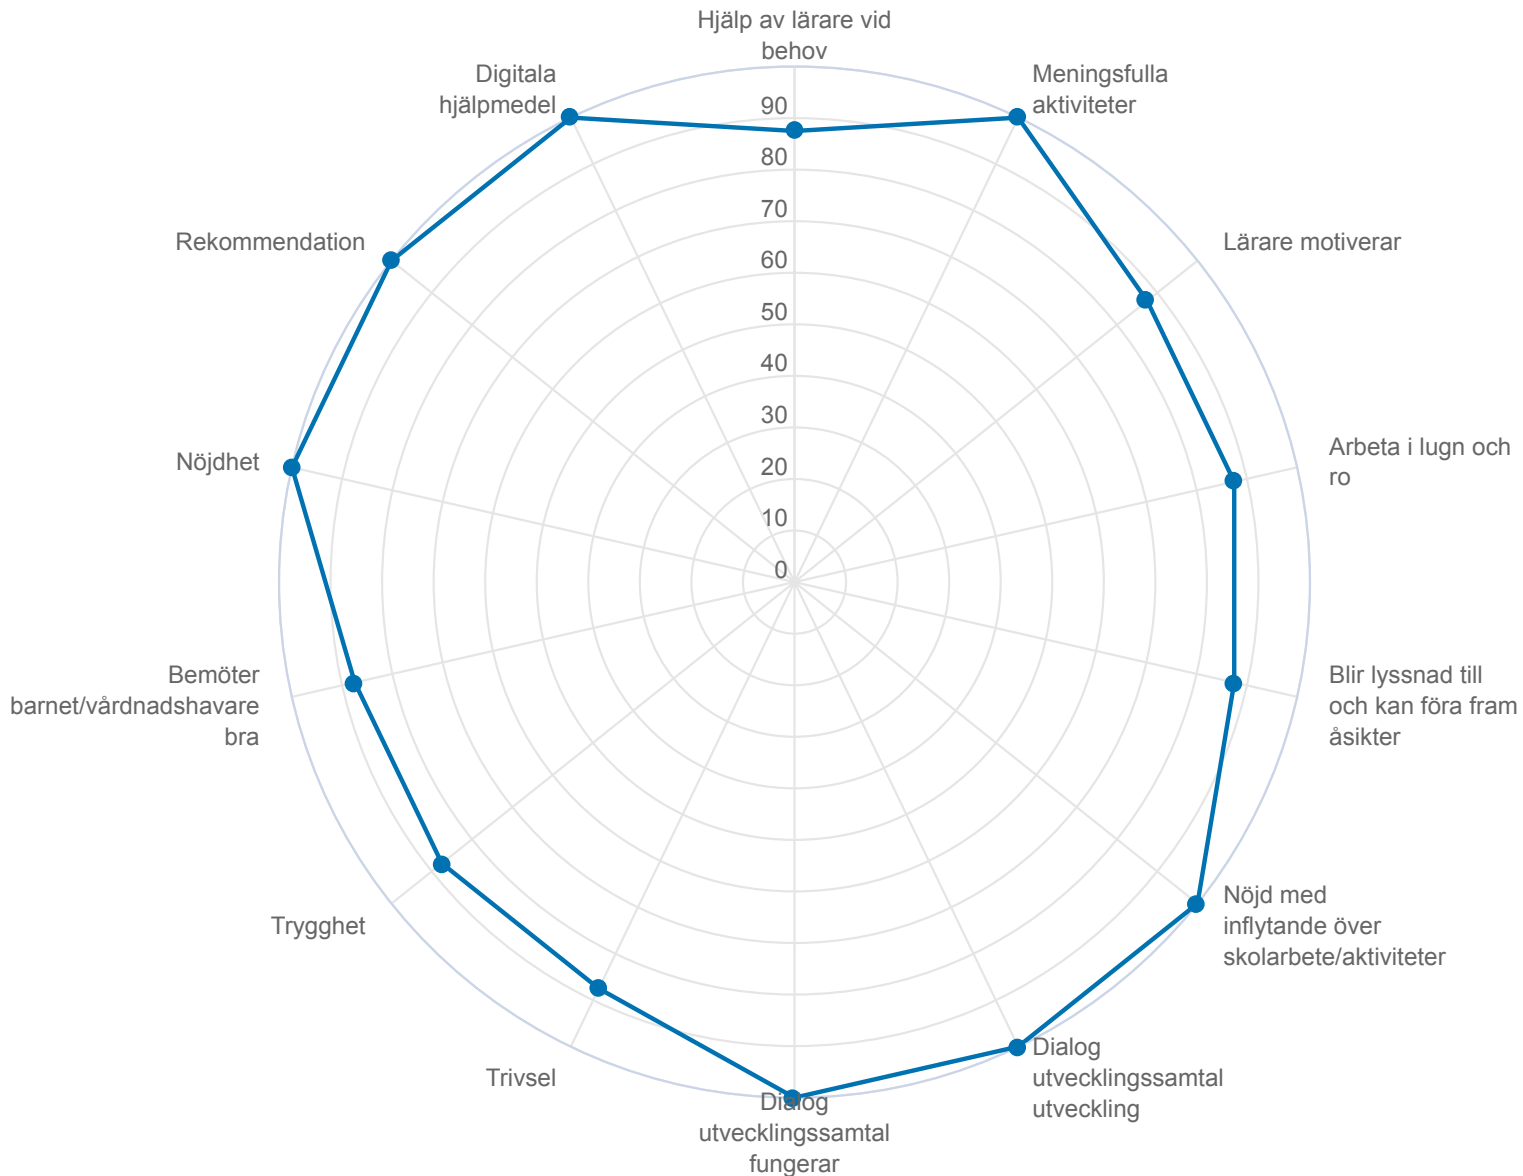 Hjälp av lärare vid
behov
Meningsfulla
aktiviteter
Lärare motiverar
Arbeta i lugn och
ro
Blir lyssnad till
och kan föra fram
åsikter
Nöjd med
inflytande över
skolarbete/aktiviteter
Dialog
utvecklingssamtal
utveckling
Dialog
utvecklingssamtal
fungerar
Trivsel
Trygghet
Bemöter
barnet/vårdnadshavare
bra
Nöjdhet
Rekommendation
Digitala
hjälpmedel
90
80
70
60
50
40
30
20
10
0